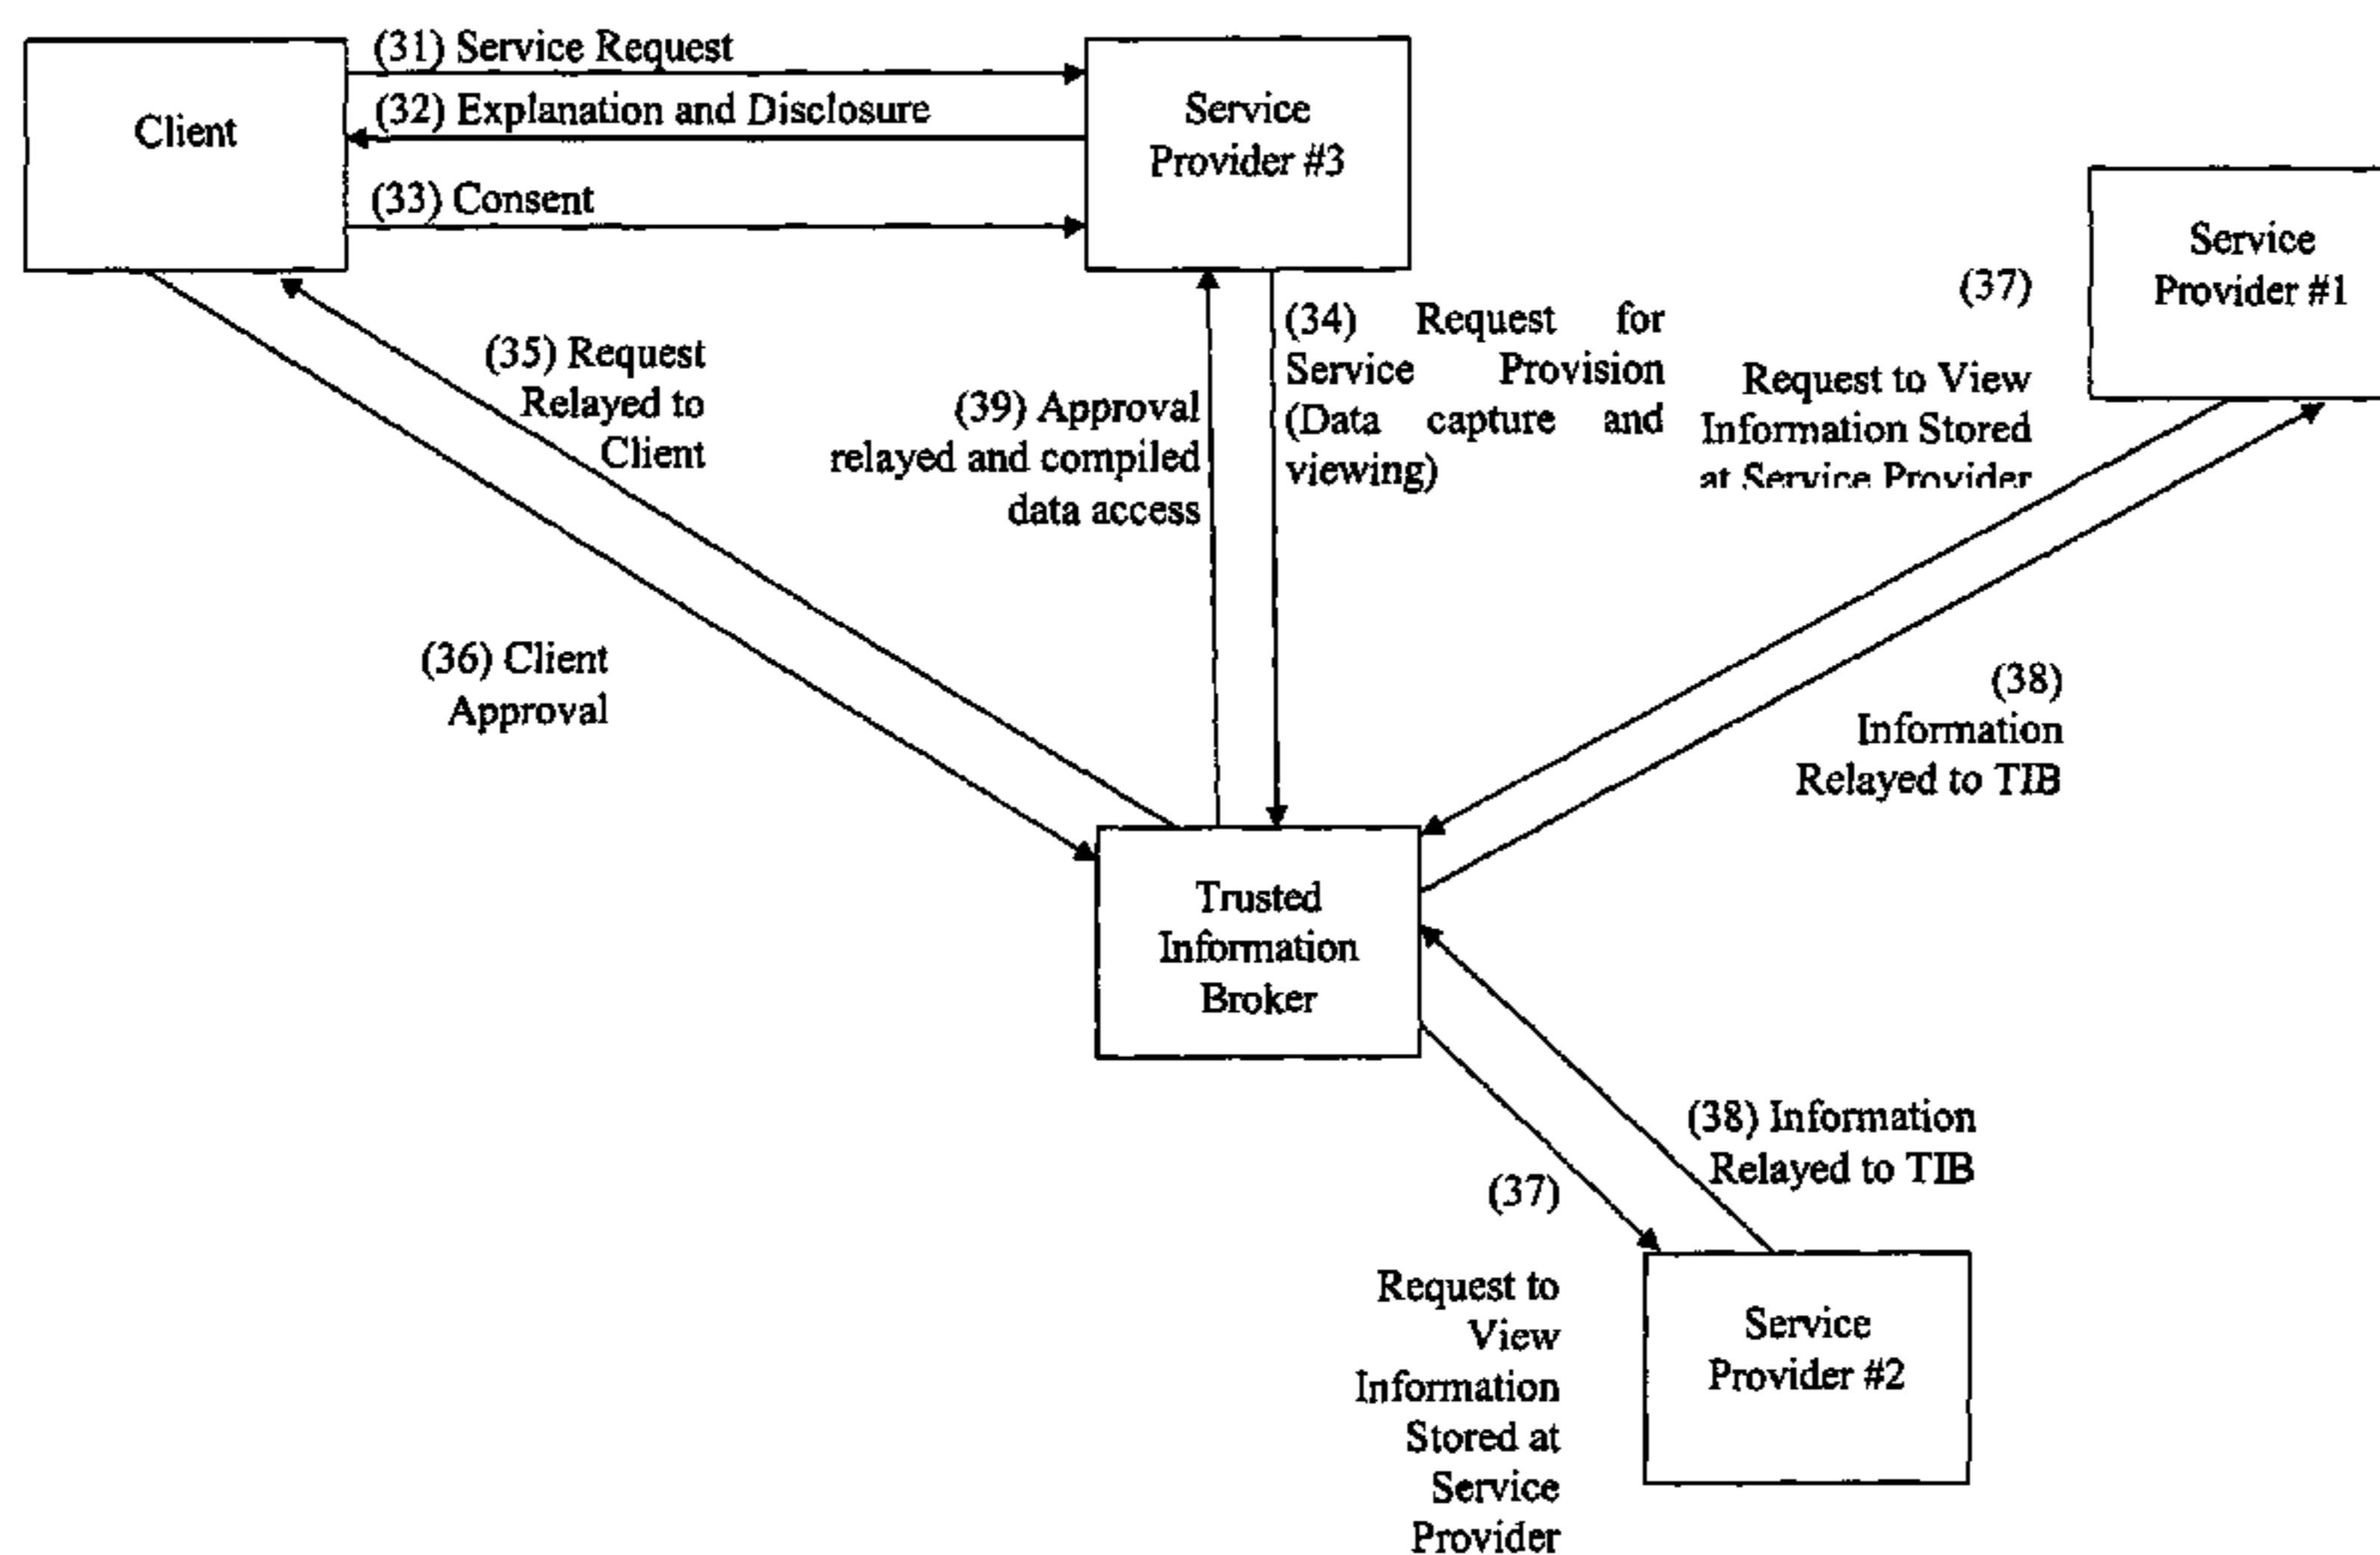 (31) Service Request
(32) Explanation and Disclosure
(33) Consent
Client
Service
Provider #3
Service
Provider #1
(35) Request
Relayed to
Client
(39) Approval
relayed and compiled
data access
(34) Request for
Service Provision
(Data capture and
viewing)
(37)
Request to View
Information Stored
at Service Provider
(36) Client
Approval
(38)
Information
Relayed to TIB
Trusted
Information
Broker
(38) Information
Relayed to TIB
(37)
Request to
View
Information
Stored at
Service
Provider
Service
Provider #2